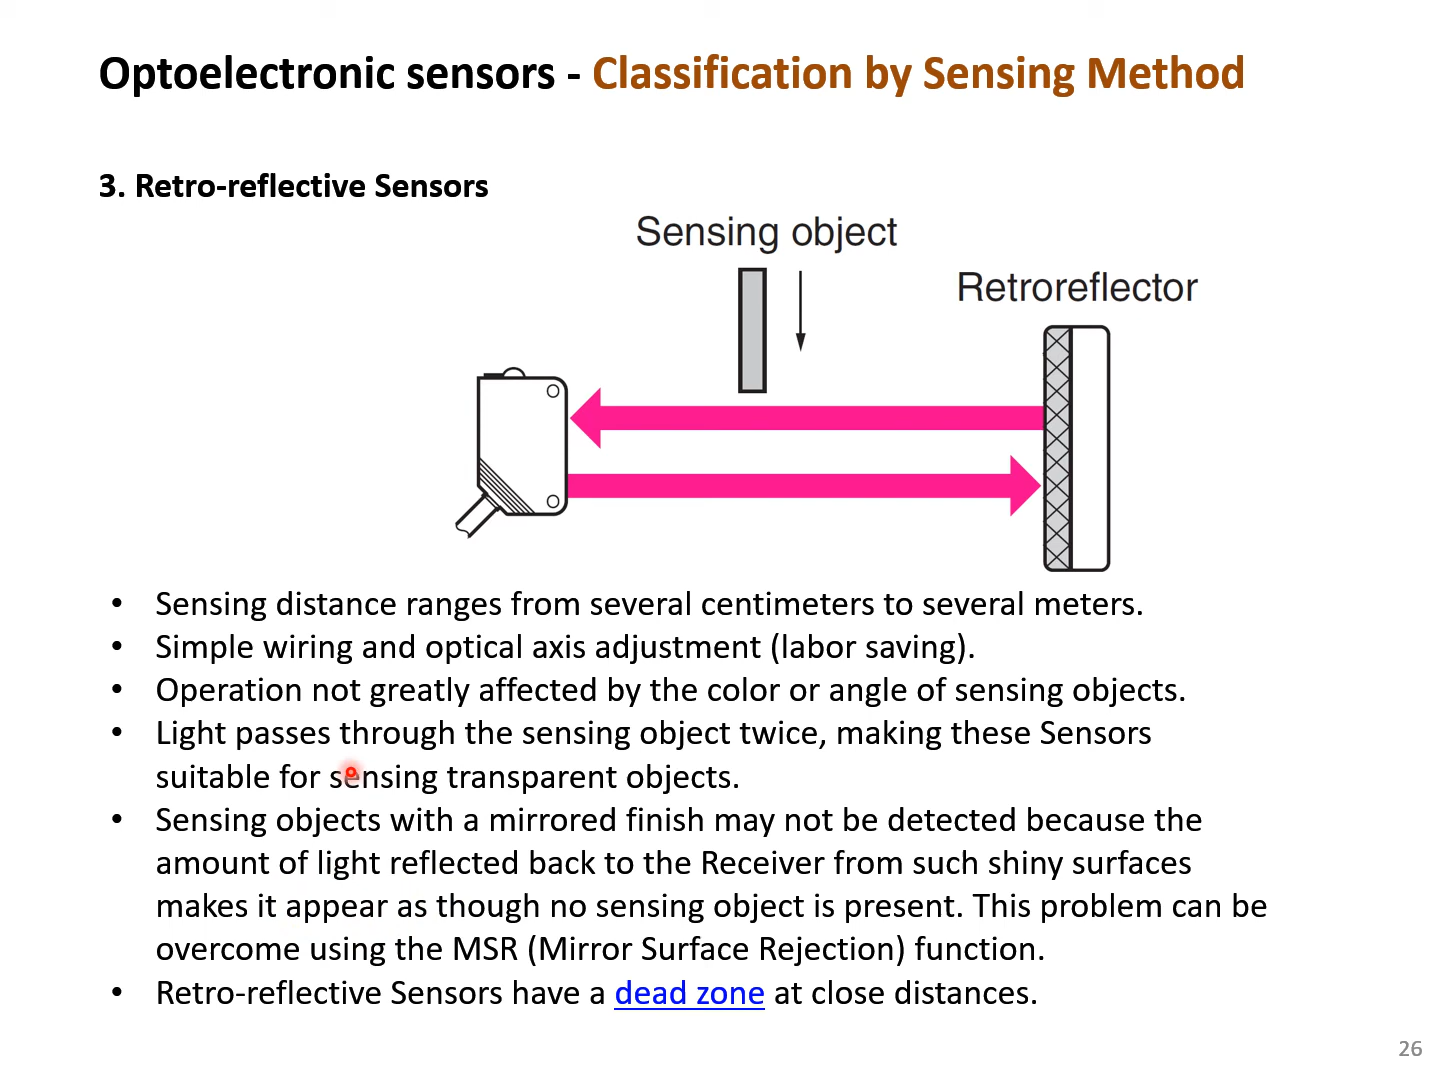 Optoelectronic sensors - Classification by Sensing Method
3. Retro-reflective Sensors
Sensing object
Retroreflector
• Sensing distance ranges from several centimeters to several meters.
• Simple wiring and optical axis adjustment (labor saving).
• Operation not greatly affected by the color or angle of sensing objects.
• Light passes through the sensing object twice, making these Sensors
suitable for sensing transparent objects.
• Sensing objects with a mirrored finish may not be detected because the
amount of light reflected back to the Receiver from such shiny surfaces
makes it appear as though no sensing object is present. This problem can be
overcome using the MSR (Mirror Surface Rejection) function.
• Retro-reflective Sensors have a dead zone at close distances.
26